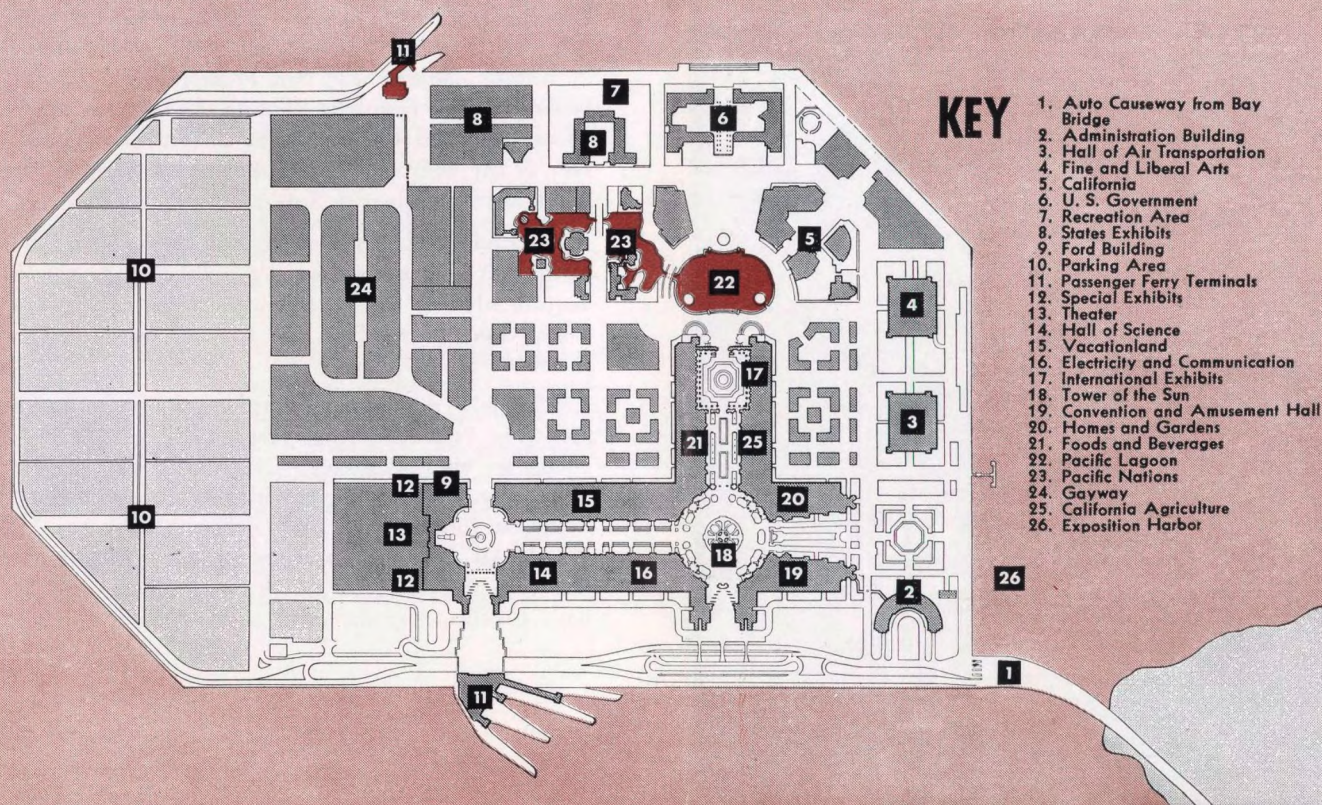 11
7
8
6
8
KEY
1. Auto Causeway from Bay
Bridge
2. Administration Building
3. Hall of Air Transportation
4. Fine and Liberal Arts
5. California
6. U. S. Government
7. Recreation Area
8. States Exhibits
9. Ford Building
10. Parking Area
11. Passenger Ferry Terminals
12. Special Exhibits
13. Theater
14. Hall of Science
15. Vacationland
16. Electricity and Communication
17. International Exhibits
18. Tower of the Sun
19. Convention and Amusement Hall
20. Homes and Gardens
21. Foods and Beverages
22. Pacific Lagoon
23. Pacific Nations
24. Gayway
25. California Agriculture
26. Exposition Harbor
23
23
5
10
24
22
4
17
3
21
25
12
9
15
20
10
13
18
12
14
16
19
26
2
1
11